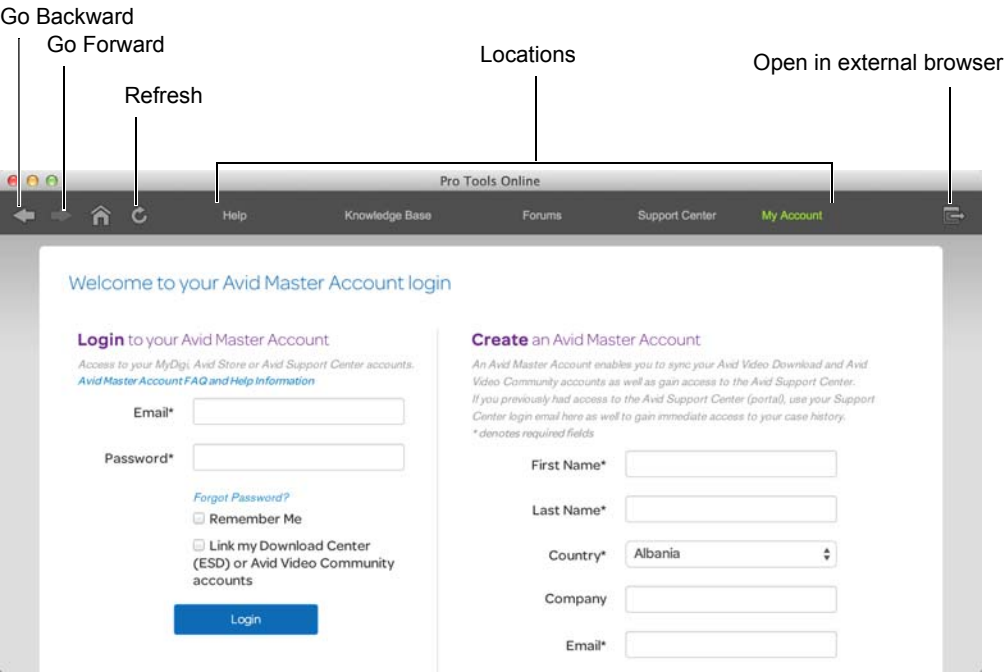 Go Backward
Go Forward
Refresh
Locations
Open in external browser
Pro Tools Online
Help Knowledge Base Forums Support Center My Account
Welcome to your Avid Master Account login
Login to your Avid Master Account
Access to your MyDigi, Avid Store or Avid Support Center accounts.
Avid Master Account FAQ and Help Information
Email*
Password*
Forgot Password?
Remember Me
Link my Download Center
(ESD) or Avid Video Community
accounts
Login
Create an Avid Master Account
An Avid Master Account enables you to sync your Avid Video Download and Avid
Video Community accounts as well as gain access to the Avid Support Center.
If you previously had access to the Avid Support Center (portal), use your Support
Center login email here as well to gain immediate access to your case history.
* denotes required fields
First Name*
Last Name*
Country* Albania
Company
Email*